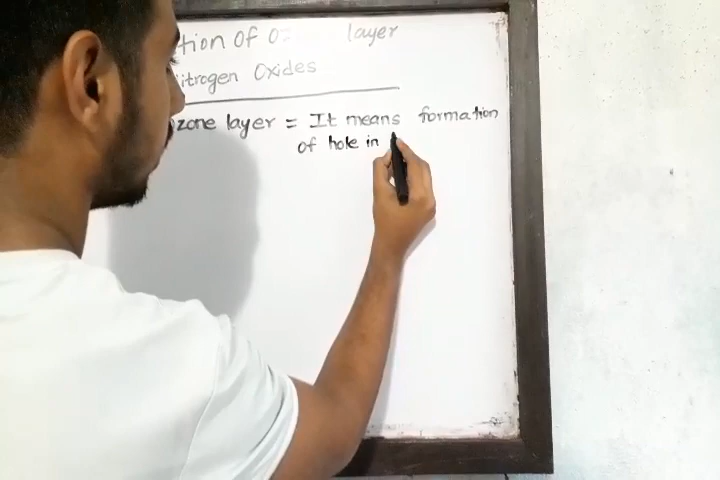 tion Of layer
itrogen Oxides
zone layer = It means formation
of hole in